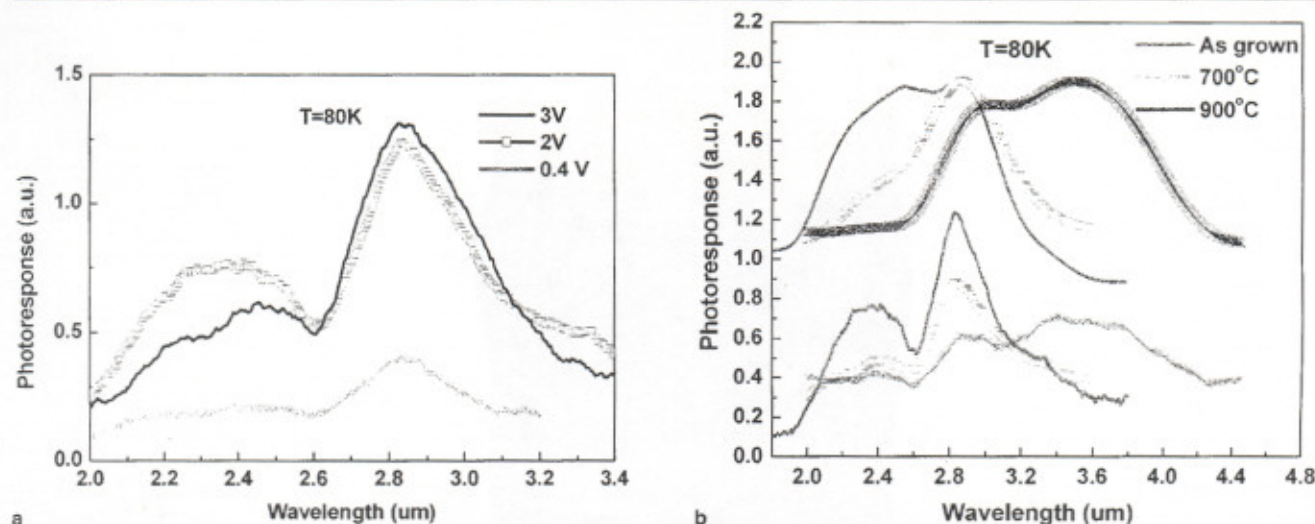 T=80K
3V
2V
0.4 V
Photoresponse (a.u.)
1.5
1.0
0.5
0.0
2.0 2.2 2.4 2.6 2.8 3.0 3.2 3.4
Wavelength (um)
a
T=80K
As grown
700°C
900°C
Photoresponse (a.u.)
2.2
2.0
1.8
1.6
1.4
1.2
1.0
0.8
0.6
0.4
0.2
0.0
2.0 2.4 2.8 3.2 3.6 4.0 4.4 4.8
Wavelength (um)
b